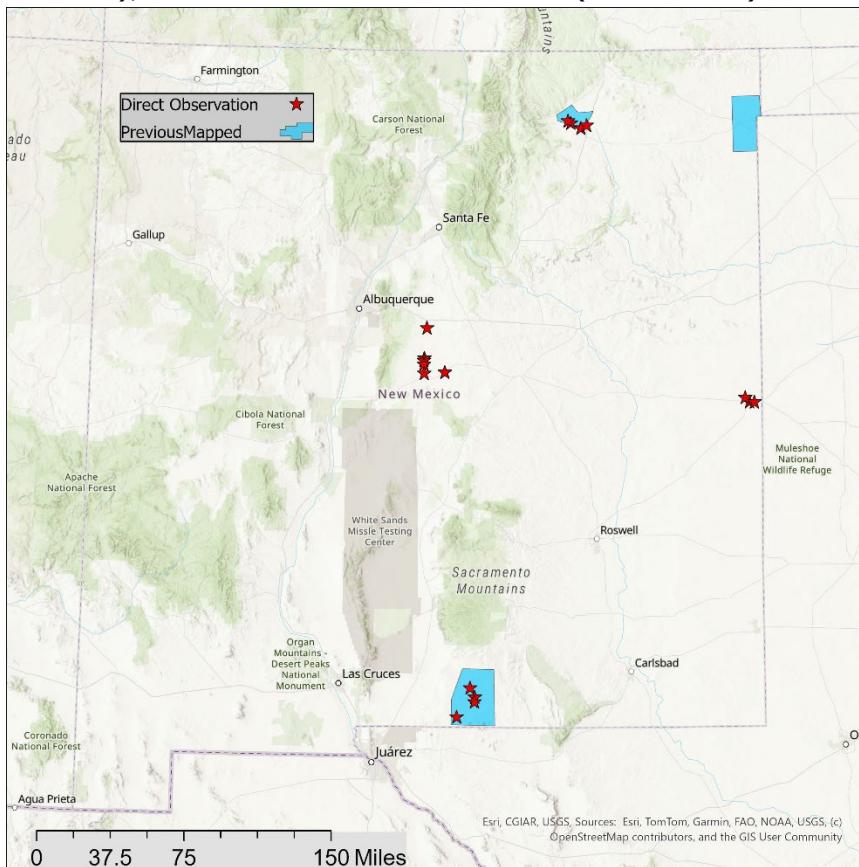 Mountains
Farmington
Direct Observation
PreviousMapped
Carson National
Forest
Santa Fe
Gallup
Albuquerque
New Mexico
Cibola National
Forest
Muleshoe
National
Wildlife Refuge
Apache
National Forest
White Sands
Missle Testing
Center
Roswell
Sacramento
Mountains
Organ
Mountains -
Desert Peaks
National
Monument
Las Cruces
Carlsbad
Coronado
National Forest
Juárez
Agua Prieta
Esri, CGIAR, USGS, Sources: Esri, TomTom, Garmin, FAO, NOAA, USGS, (c)
OpenStreetMap contributors, and the GIS User Community
0 37.5 75 150 Miles